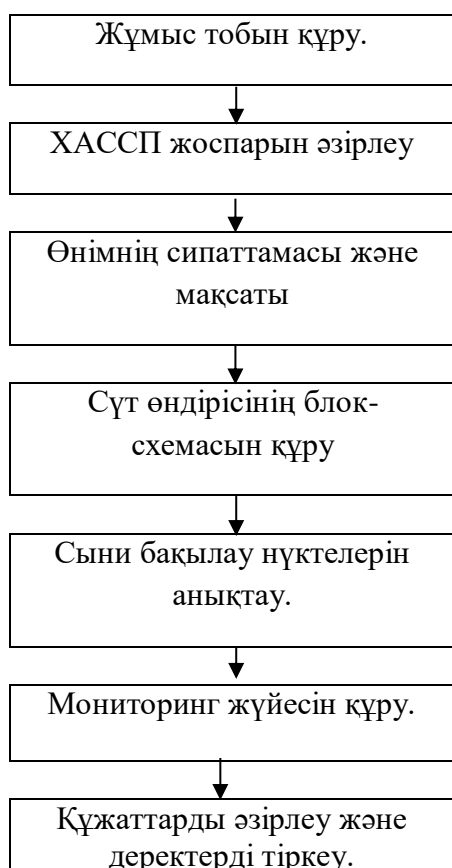 Жұмыс тобын құру.
ХАССП жоспарын әзірлеу
Өнімнің сипаттамасы және
мақсаты
Сүт өндірісінің блок-
схемасын құру
Сыни бақылау нүктелерін
анықтау.
Мониторинг жүйесін құру.
Құжаттарды әзірлеу және
деректерді тіркеу.